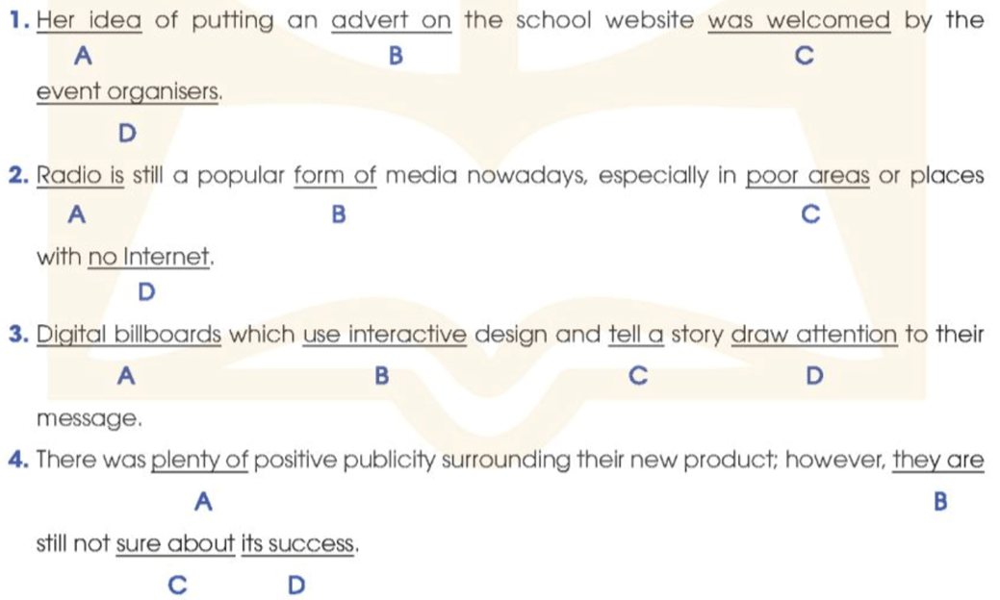 1. Her idea of putting an advert on the school website was welcomed by the
A B C
event organisers.
D
2. Radio is still a popular form of media nowadays, especially in poor areas or places
A B C
with no Internet.
D
3. Digital billboards which use interactive design and tell a story draw attention to their
A B C D
message.
4. There was plenty of positive publicity surrounding their new product; however, they are
A B
still not sure about its success.
C D